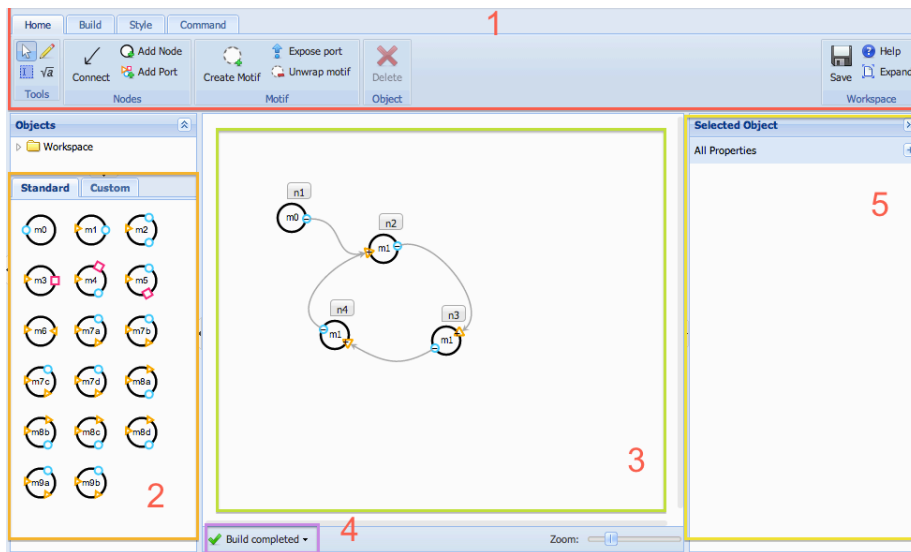 Home Build Style Command
1
Connect
Add Node
Add Port
Create Motif
Expose port
Unwrap motif
Delete
Save
Help
Expand
Tools Nodes Motif Object Workspace
Objects
Workspace
Standard Custom
m0 m1 m2
m3 m4 m5
m6 m7a m7b
m7c m7d m8a
m8b m8c m8d
m9a m9b
2
n1
m0
n2
m1
n4
m1
n3
m1
3
Build completed
4
Zoom:
Selected Object
All Properties
5